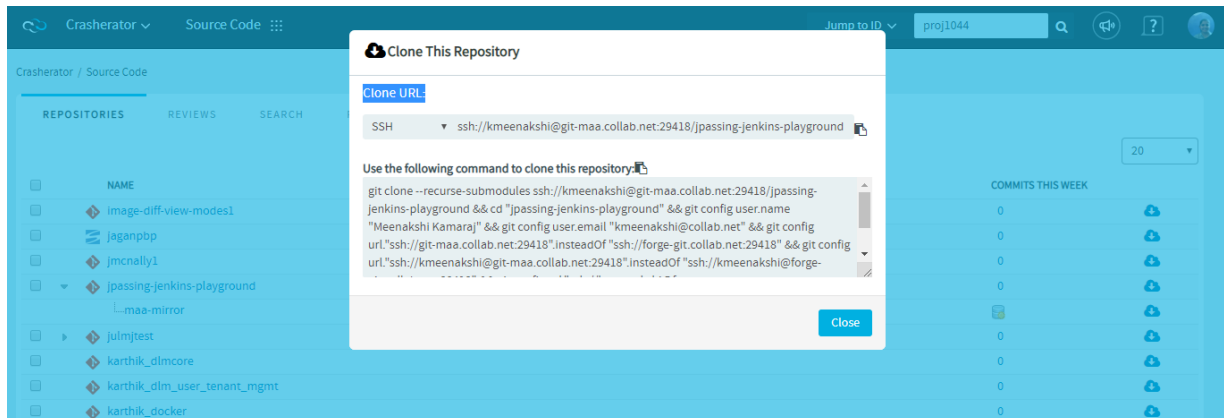 Crasherator
Source Code
Jump to ID
proj1044
Crasherator / Source Code
REPOSITORIES
REVIEWS
SEARCH
20
Clone This Repository
Clone URL:
SSH
ssh://kmeenakshi@git-maa.collab.net:29418/jpassing-jenkins-playground
Use the following command to clone this repository:
git clone --recurse-submodules ssh://kmeenakshi@git-maa.collab.net:29418/jpassing-
jenkins-playground && cd "jpassing-jenkins-playground" && git config user.name
"Meenakshi Kamaraj" && git config user.email "kmeenakshi@collab.net" && git config
url."ssh://git-maa.collab.net:29418".insteadOf "ssh://forge-git.collab.net:29418" && git config
url."ssh://kmeenakshi@git-maa.collab.net:29418".insteadOf "ssh://kmeenakshi@forge-
Close
NAME
COMMITS THIS WEEK
image-diff-view-modes1
0
jaganpbp
0
jmcnally1
0
jpassing-jenkins-playground
0
maa-mirror
julmjtest
0
karthik_dlmcore
0
karthik_dlm_user_tenant_mgmt
0
karthik_docker
0